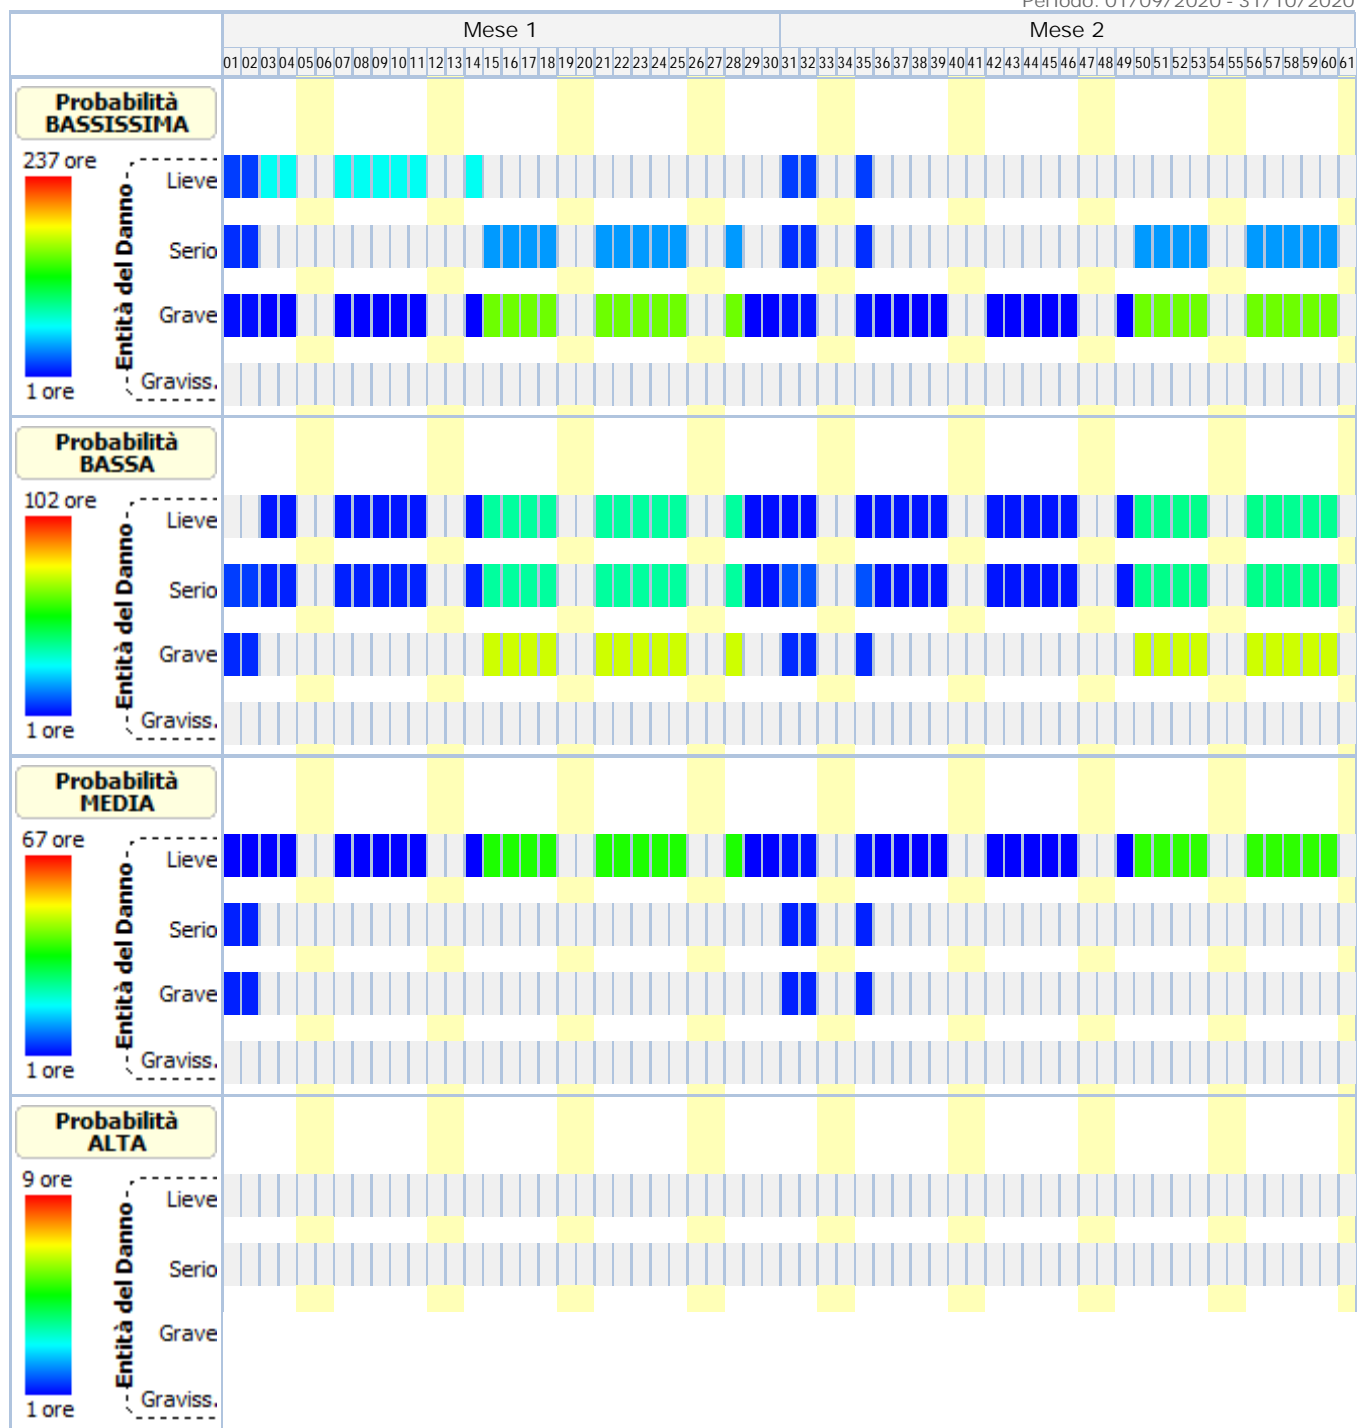 Periodo: 01/09/2020 - 31/10/2020
Mese 1 Mese 2
01 02 03 04 05 06 07 08 09 10 11 12 13 14 15 16 17 18 19 20 21 22 23 24 25 26 27 28 29 30 31 32 33 34 35 36 37 38 39 40 41 42 43 44 45 46 47 48 49 50 51 52 53 54 55 56 57 58 59 60 61
Probabilità
BASSISSIMA
237 ore
Entità del Danno
Lieve
Serio
Grave
Graviss.
1 ore
Probabilità
BASSA
102 ore
Entità del Danno
Lieve
Serio
Grave
Graviss.
1 ore
Probabilità
MEDIA
67 ore
Entità del Danno
Lieve
Serio
Grave
Graviss.
1 ore
Probabilità
ALTA
9 ore
Entità del Danno
Lieve
Serio
Grave
Graviss.
1 ore